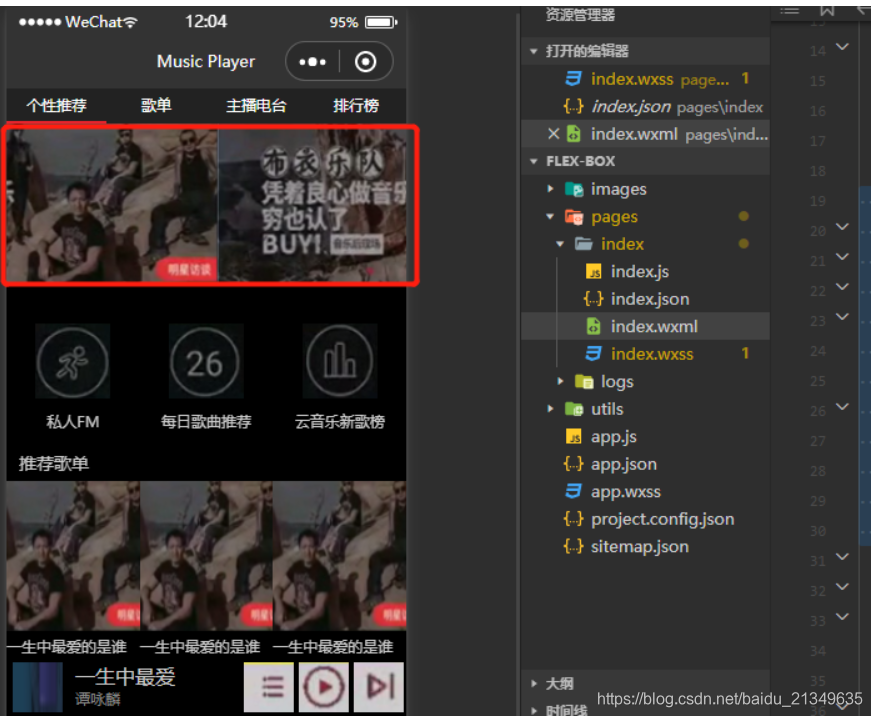 WeChat 12:04 95%
Music Player
个性推荐 歌单 主播电台 排行榜
布衣乐队
凭着良心做音乐
穷也认了
BUY!
音乐后现场
明星访谈
26
私人FM 每日歌曲推荐 云音乐新歌榜
推荐歌单
一生中最爱的是谁 一生中最爱的是谁 一生中最爱的是谁
一生中最爱
谭咏麟
资源管理器
打开的编辑器
index.wxss page... 1
{..} index.json pages\index
index.wxml pages\ind...
FLEX-BOX
images
pages
index
JS index.js
{..} index.json
index.wxml
index.wxss 1
logs
utils
JS app.js
{..} app.json
app.wxss
{..} project.config.json
{..} sitemap.json
大纲
时间线
14
15
16
17
18
19
20
21
22
23
24
25
26
27
28
29
30
31
32
33
34
35
36
https://blog.csdn.net/baidu_21349635